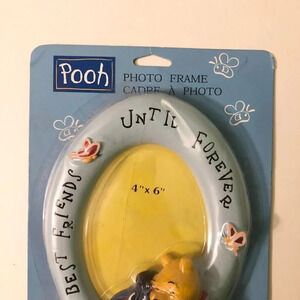 Pooh
PHOTO FRAME
CADRE À PHOTO
BEST FRIENDS UNTIL FOREVER
4"x 6"